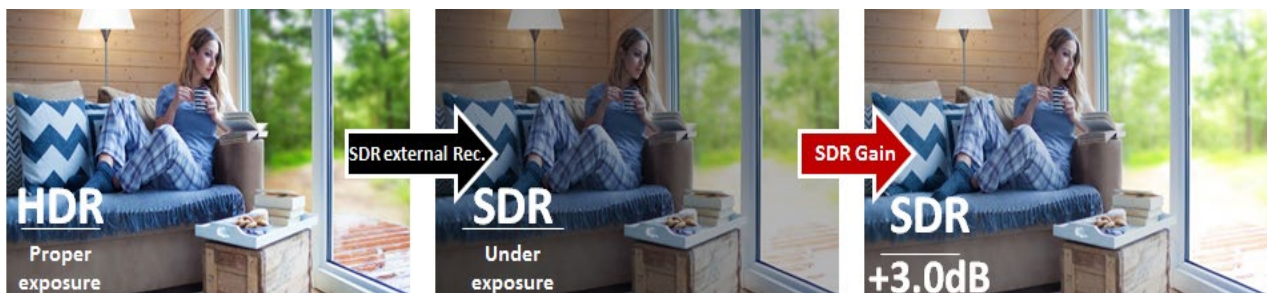 HDR
Proper
exposure
SDR external Rec.
SDR
Under
exposure
SDR Gain
SDR
+3.0dB